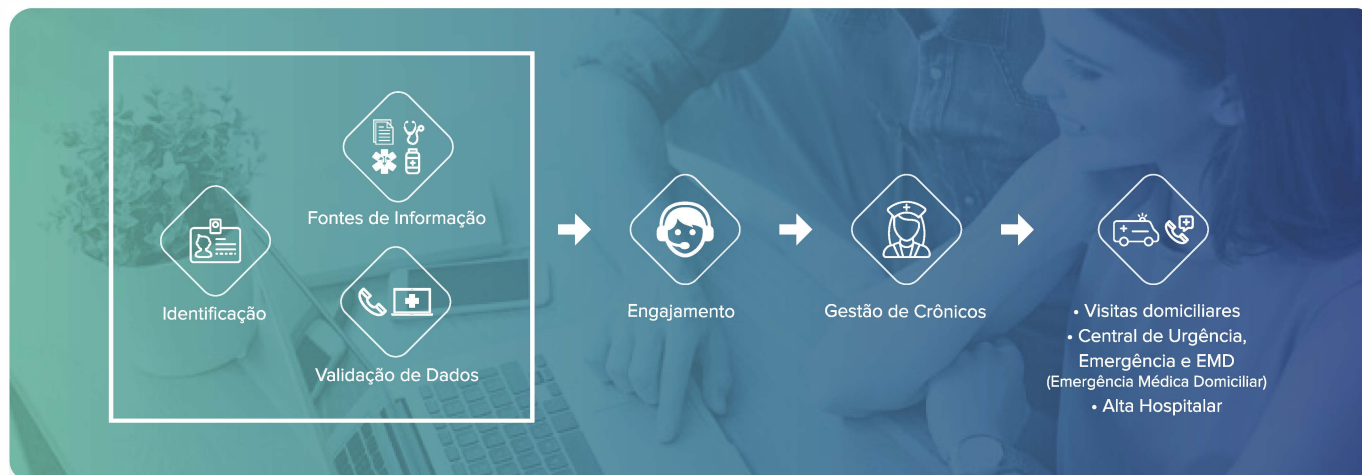 Identificação
Fontes de Informação
Validação de Dados
Engajamento
Gestão de Crônicos
• Visitas domiciliares
• Central de Urgência,
Emergência e EMD
(Emergência Médica Domiciliar)
• Alta Hospitalar